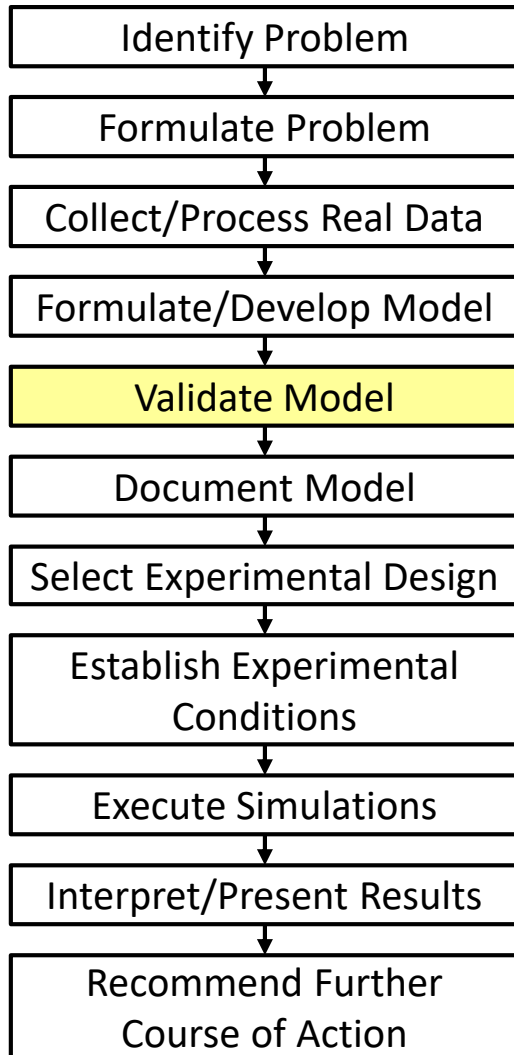 Identify Problem
Formulate Problem
Collect/Process Real Data
Formulate/Develop Model
Validate Model
Document Model
Select Experimental Design
Establish Experimental
Conditions
Execute Simulations
Interpret/Present Results
Recommend Further
Course of Action